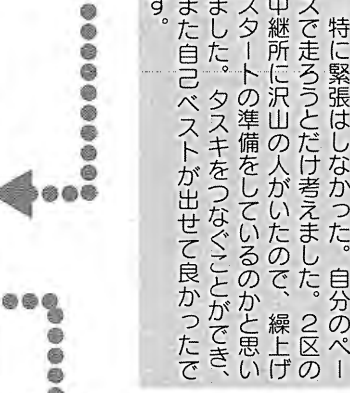 特に緊張はしなかった。自分のペー
スで走ろうとだけ考えました。2区の
中継所に沢山の人がいたので、繰上げ
スタートの準備をしているのかと思い
ました。タスキをつなぐことができ、
また自己ベストが出せて良かったで
す。